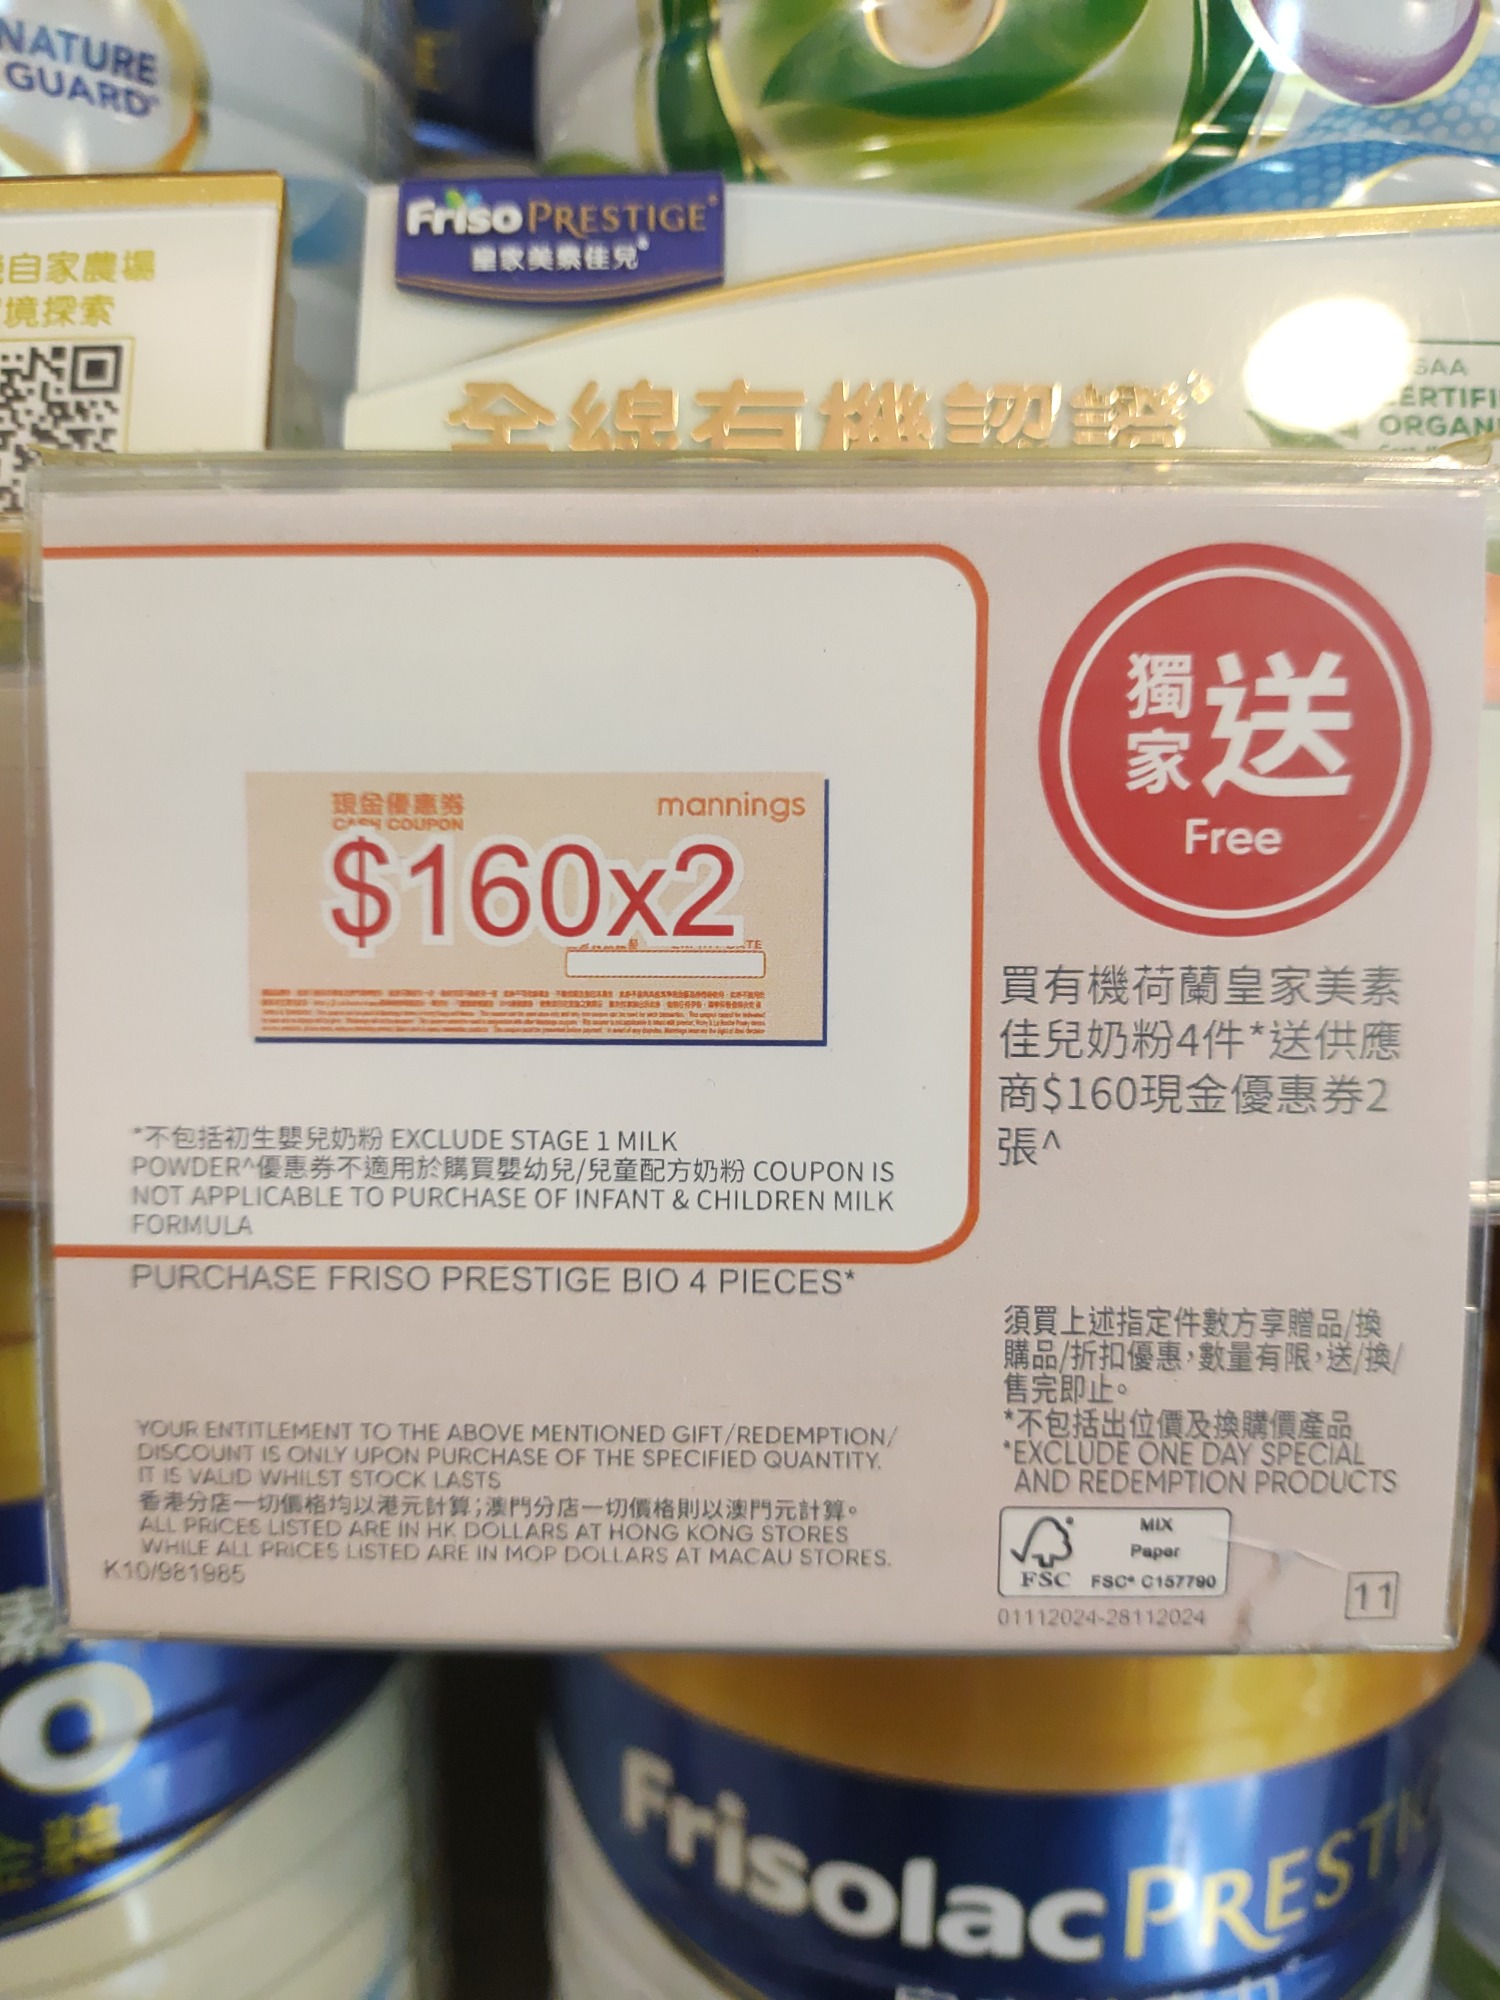 NATURE
GUARD
Friso PRESTIGE
皇家美素佳兒
自家農場
境探索
全線有機認證
ORGANI
獨家送
Free
現金優惠券
CASH COUPON
mannings
$160x2
買有機荷蘭皇家美素
佳兒奶粉4件*送供應
商$160現金優惠券2
張^
*不包括初生嬰兒奶粉 EXCLUDE STAGE 1 MILK
POWDER^優惠券不適用於購買嬰幼兒/兒童配方奶粉 COUPON IS
NOT APPLICABLE TO PURCHASE OF INFANT & CHILDREN MILK
FORMULA
PURCHASE FRISO PRESTIGE BIO 4 PIECES*
須買上述指定件數方享贈品/換
購品/折扣優惠，數量有限，送/換/
售完即止。
*不包括出位價及換購價產品
*EXCLUDE ONE DAY SPECIAL
AND REDEMPTION PRODUCTS
YOUR ENTITLEMENT TO THE ABOVE MENTIONED GIFT/REDEMPTION/
DISCOUNT IS ONLY UPON PURCHASE OF THE SPECIFIED QUANTITY.
IT IS VALID WHILST STOCK LASTS
香港分店一切價格均以港元計算；澳門分店一切價格則以澳門元計算。
ALL PRICES LISTED ARE IN HK DOLLARS AT HONG KONG STORES
WHILE ALL PRICES LISTED ARE IN MOP DOLLARS AT MACAU STORES.
K10/981985
MIX
Paper
FSC FSC® C157790
01112024-28112024
11
Frisolac PRESTI